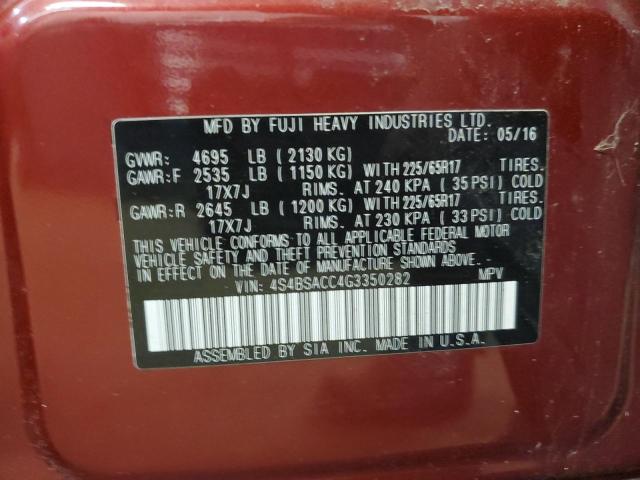 MFD BY FUJI HEAVY INDUSTRIES LTD.
DATE: 05/16
GVWR: 4695 LB (2130 KG)
GAWR:F 2535 LB (1150 KG) WITH 225/65R17 TIRES.
17X7J RIMS. AT 240 KPA (35 PSI) COLD
GAWR:R 2645 LB (1200 KG) WITH 225/65R17 TIRES.
17X7J RIMS. AT 230 KPA (33 PSI) COLD
THIS VEHICLE CONFORMS TO ALL APPLICABLE FEDERAL MOTOR
VEHICLE SAFETY AND THEFT PREVENTION STANDARDS
IN EFFECT ON THE DATE OF MANUFACTURE SHOWN ABOVE.
VIN: 4S4BSACC4G3350282 MPV
ASSEMBLED BY SIA INC. MADE IN U.S.A.